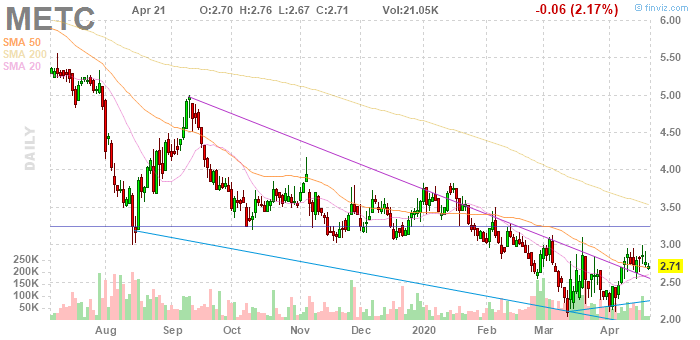 METC
Apr 21
O:2.70 H:2.76 L:2.67 C:2.71
Vol:21.05K
© finviz.com
-0.06 (2.17%)
SMA 50
SMA 200
SMA 20
DAILY
6.00
5.50
5.00
4.50
4.00
3.50
3.00
2.71
2.50
2.00
250K
200K
150K
100K
50K
Aug Sep Oct Nov Dec 2020 Feb Mar Apr